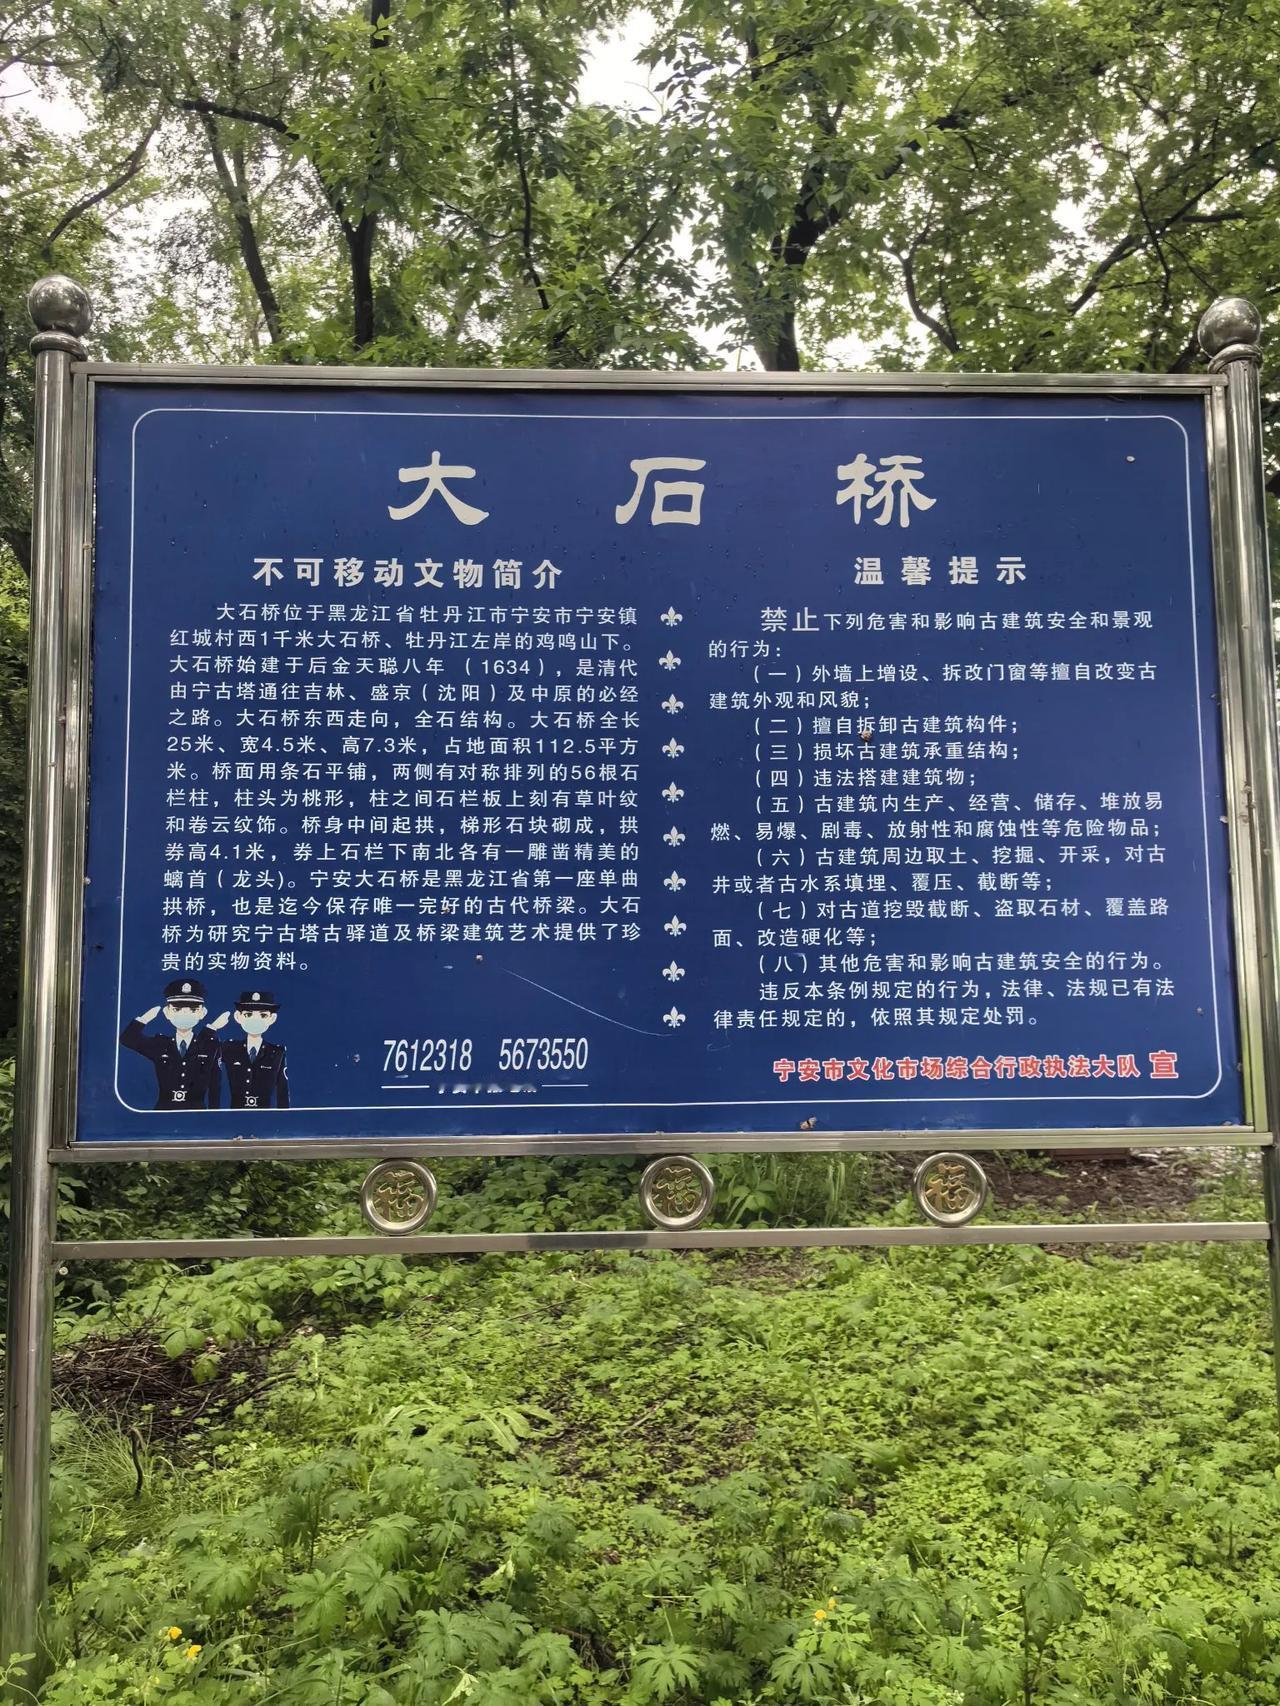 大石桥
不可移动文物简介
大石桥位于黑龙江省牡丹江市宁安市宁安镇
红城村西1千米大石桥、牡丹江左岸的鸡鸣山下。
大石桥始建于后金天聪八年（1634），是清代
由宁古塔通往吉林、盛京（沈阳）及中原的必经
之路。大石桥东西走向，全石结构。大石桥全长
25米、宽4.5米、高7.3米，占地面积112.5平方
米。桥面用条石平铺，两侧有对称排列的56根石
栏柱，柱头为桃形，柱之间石栏板上刻有草叶纹
和卷云纹饰。桥身中间起拱，梯形石块砌成，拱
券高4.1米，券上石栏下南北各有一雕凿精美的
螭首（龙头）。宁安大石桥是黑龙江省第一座单曲
拱桥，也是迄今保存唯一完好的古代桥梁。大石
桥为研究宁古塔古驿道及桥梁建筑艺术提供了珍
贵的实物资料。
7612318 5673550
温馨提示
禁止下列危害和影响古建筑安全和景观
的行为：
（一）外墙上增设、拆改门窗等擅自改变古
建筑外观和风貌；
（二）擅自拆卸古建筑构件；
（三）损坏古建筑承重结构；
（四）违法搭建建筑物；
（五）古建筑内生产、经营、储存、堆放易
燃、易爆、剧毒、放射性和腐蚀性等危险物品；
（六）古建筑周边取土、挖掘、开采，对古
井或者古水系填埋、覆压、截断等；
（七）对古道挖毁截断、盗取石材、覆盖路
面、改造硬化等；
（八）其他危害和影响古建筑安全的行为。
违反本条例规定的行为，法律、法规已有法
律责任规定的，依照其规定处罚。
宁安市文化市场综合行政执法大队 宣
福 福 福